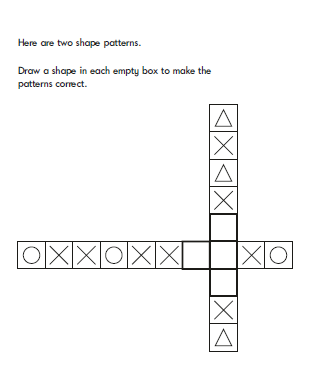 Here are two shape patterns.
Draw a shape in each empty box to make the
patterns correct.